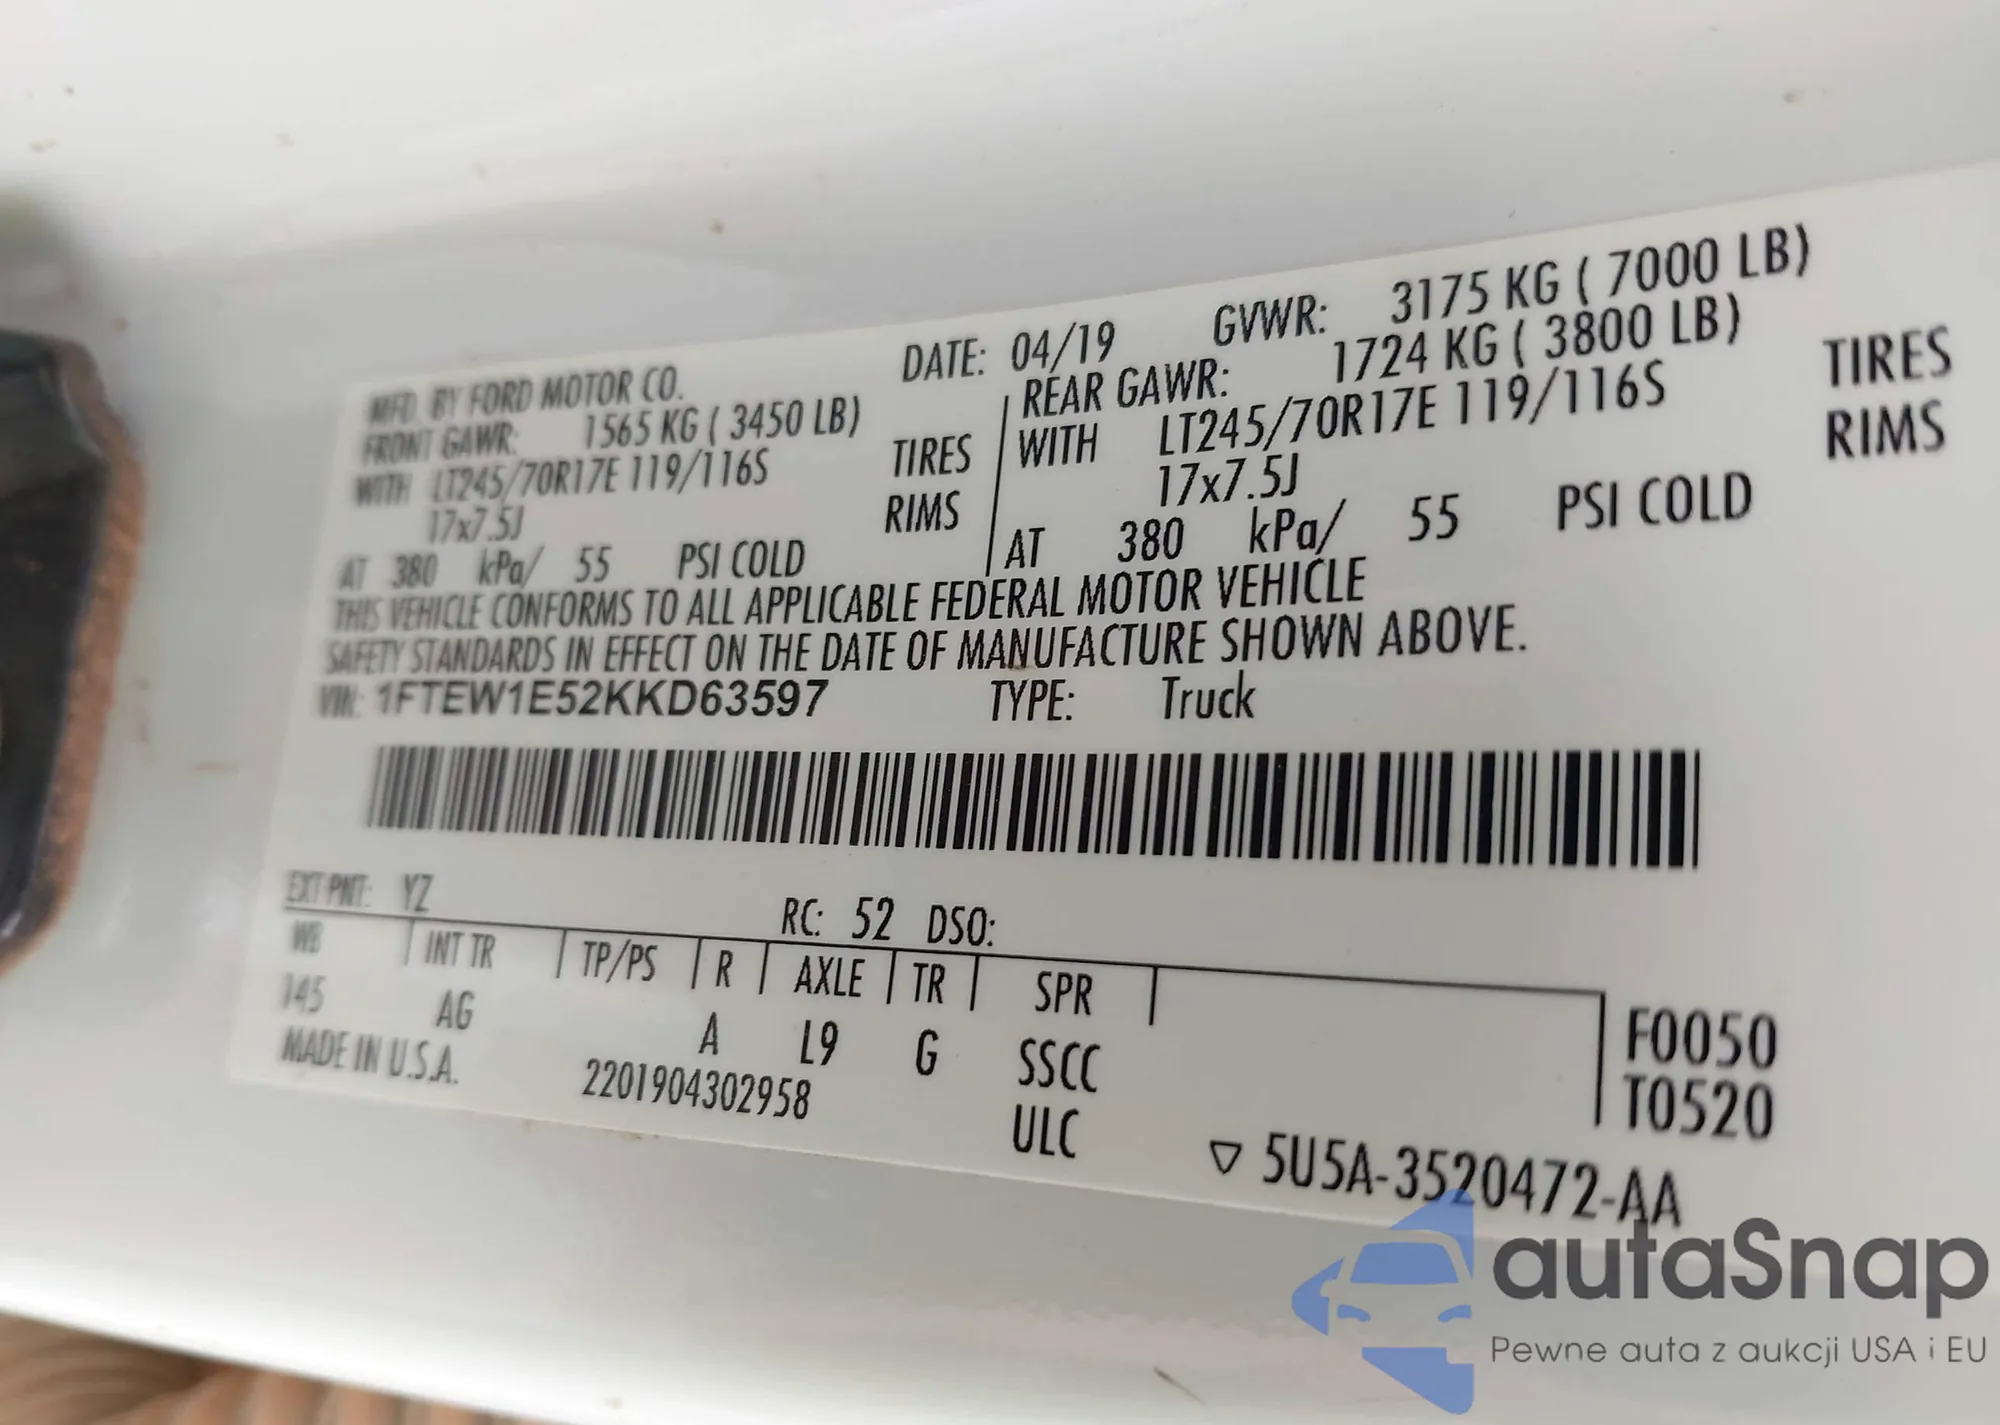 MFD. BY FORD MOTOR CO.
DATE: 04/19
GVWR: 3175 KG ( 7000 LB)
FRONT GAWR: 1565 KG ( 3450 LB)
REAR GAWR: 1724 KG ( 3800 LB)
WITH LT245/70R17E 119/116S TIRES
WITH LT245/70R17E 119/116S TIRES
17x7.5J RIMS
17x7.5J RIMS
AT 380 kPa/ 55 PSI COLD
AT 380 kPa/ 55 PSI COLD
THIS VEHICLE CONFORMS TO ALL APPLICABLE FEDERAL MOTOR VEHICLE
SAFETY STANDARDS IN EFFECT ON THE DATE OF MANUFACTURE SHOWN ABOVE.
VIN: 1FTEW1E52KKD63597 TYPE: Truck
EXT PNT: YZ RC: 52 DSO:
WB INT TR TP/PS R AXLE TR SPR
145 AG A L9 G SSCC
F0050
T0520
MADE IN U.S.A. 2201904302958 ULC
▽ 5U5A-3520472-AA
autaSnap
Pewne auta z aukcji USA i EU